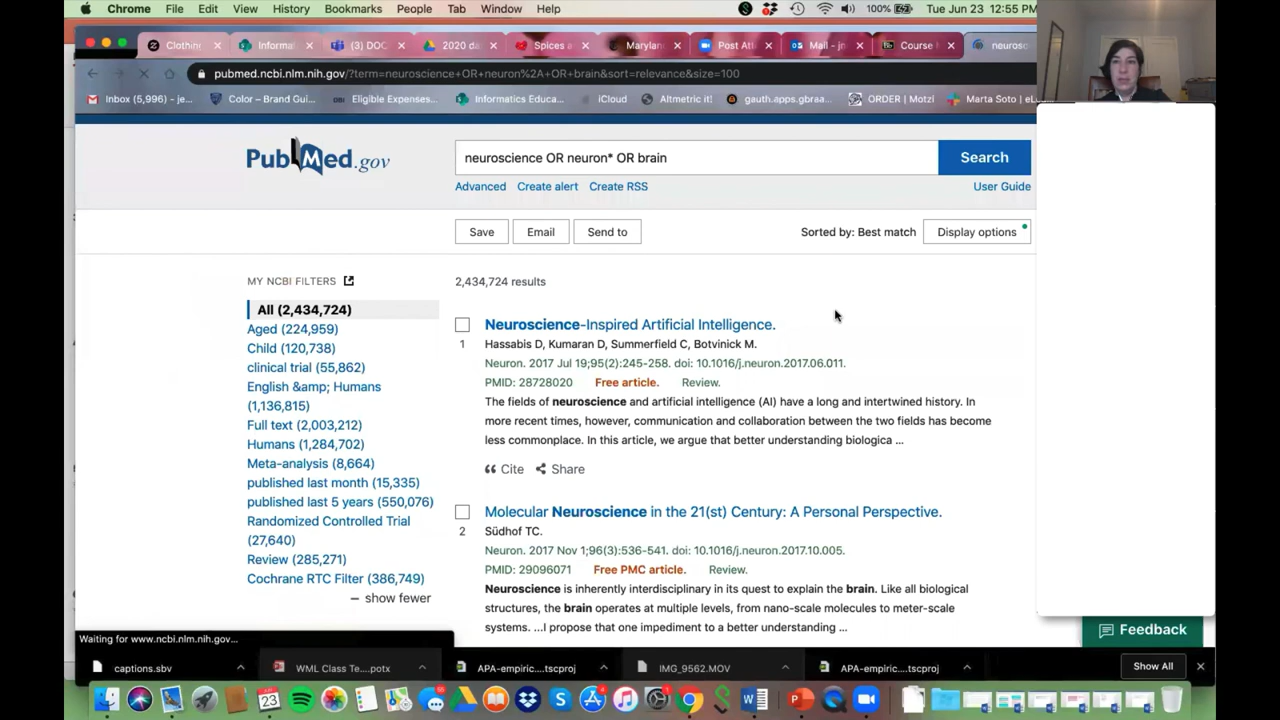 Chrome File Edit View History Bookmarks People Tab Window Help 100% Tue Jun 23 12:55 PM
Clothing Informat (3) DOC 2020 da Spices a Maryland Post Att Mail - jo Course M neurosc
pubmed.ncbi.nlm.nih.gov/?term=neuroscience+OR+neuron%2A+OR+brain&sort=relevance&size=100
Inbox (5,996) - je... Color – Brand Gui... OBI Eligible Expenses... Informatics Educa... iCloud Altmetric it! gauth.apps.gbraa... ORDER | Motzi Marta Soto | eL...
PubMed.gov
neuroscience OR neuron* OR brain
Search
Advanced Create alert Create RSS User Guide
Save Email Send to Sorted by: Best match Display options
MY NCBI FILTERS
2,434,724 results
All (2,434,724)
Aged (224,959)
Child (120,738)
clinical trial (55,862)
English &amp; Humans
(1,136,815)
Full text (2,003,212)
Humans (1,284,702)
Meta-analysis (8,664)
published last month (15,335)
published last 5 years (550,076)
Randomized Controlled Trial
(27,640)
Review (285,271)
Cochrane RTC Filter (386,749)
— show fewer
Neuroscience-Inspired Artificial Intelligence.
1 Hassabis D, Kumaran D, Summerfield C, Botvinick M.
Neuron. 2017 Jul 19;95(2):245-258. doi: 10.1016/j.neuron.2017.06.011.
PMID: 28728020 Free article. Review.
The fields of neuroscience and artificial intelligence (AI) have a long and intertwined history. In
more recent times, however, communication and collaboration between the two fields has become
less commonplace. In this article, we argue that better understanding biologica ...
Cite Share
Molecular Neuroscience in the 21(st) Century: A Personal Perspective.
2 Südhof TC.
Neuron. 2017 Nov 1;96(3):536-541. doi: 10.1016/j.neuron.2017.10.005.
PMID: 29096071 Free PMC article. Review.
Neuroscience is inherently interdisciplinary in its quest to explain the brain. Like all biological
structures, the brain operates at multiple levels, from nano-scale molecules to meter-scale
systems. ...I propose that one impediment to a better understanding ...
Feedback
Waiting for www.ncbi.nlm.nih.gov...
captions.sbv WML Class Te....potx APA-empiric....tscproj IMG_9562.MOV APA-empiric....tscproj Show All